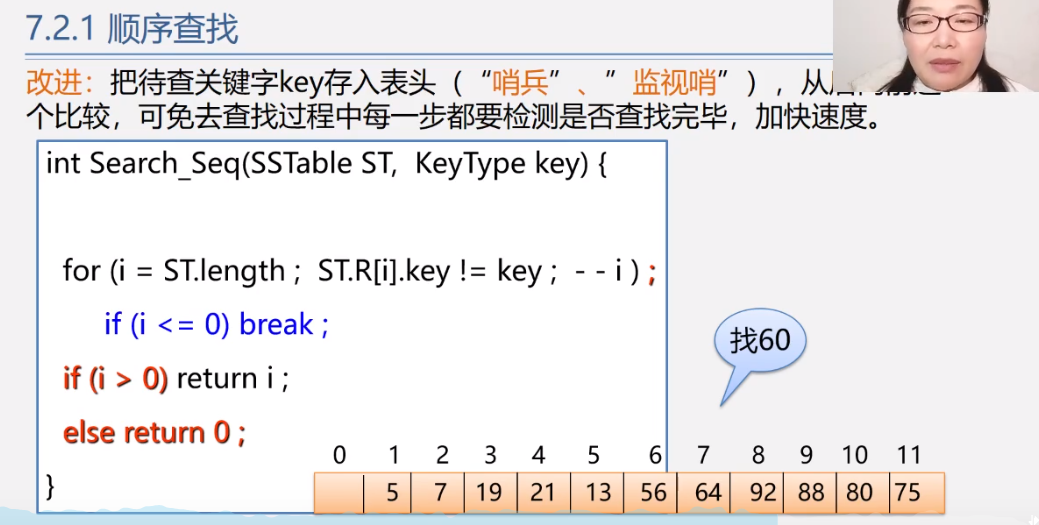 7.2.1 顺序查找
改进：把待查关键字key存入表头（“哨兵”、”监视哨”），从
个比较，可免去查找过程中每一步都要检测是否查找完毕，加快速度。
int Search_Seq(SSTable ST, KeyType key) {
for (i = ST.length ; ST.R[i].key != key ; - - i ) ;
if (i <= 0) break ;
找60
if (i > 0) return i ;
else return 0 ;
0 1 2 3 4 5 6 7 8 9 10 11
}
5 7 19 21 13 56 64 92 88 80 75